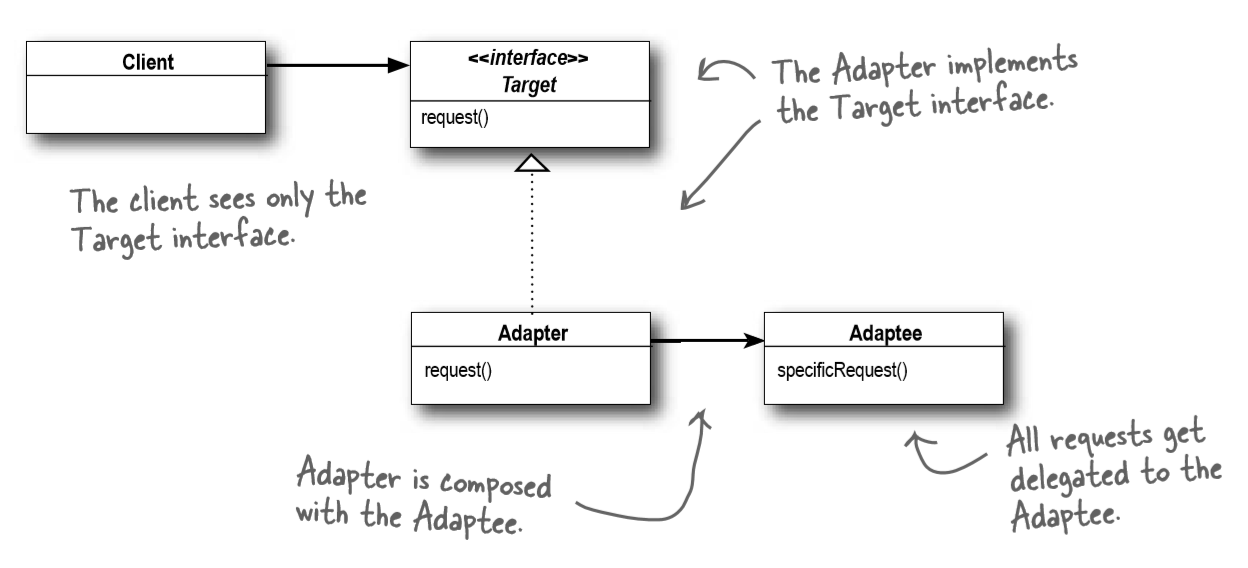 Client
<<interface>>
Target
request()
The Adapter implements
the Target interface.
The client sees only the
Target interface.
Adapter
request()
Adaptee
specificRequest()
Adapter is composed
with the Adaptee.
All requests get
delegated to the
Adaptee.